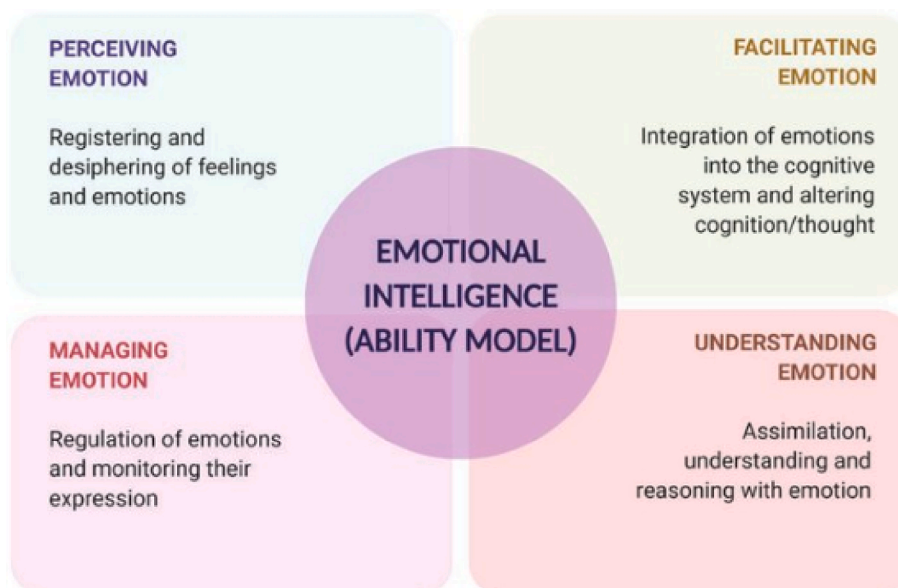 PERCEIVING
EMOTION
Registering and
desiphering of feelings
and emotions
FACILITATING
EMOTION
Integration of emotions
into the cognitive
system and altering
cognition/thought
EMOTIONAL
INTELLIGENCE
(ABILITY MODEL)
MANAGING
EMOTION
Regulation of emotions
and monitoring their
expression
UNDERSTANDING
EMOTION
Assimilation,
understanding and
reasoning with emotion